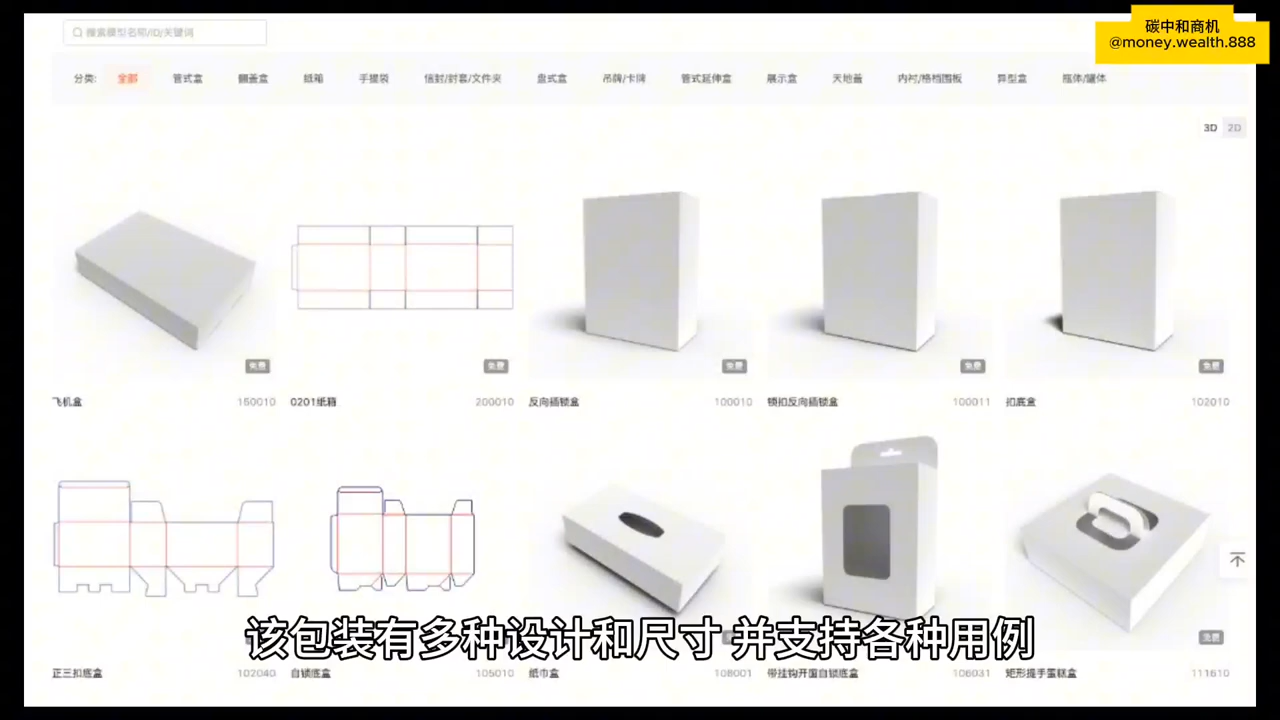 碳中和商机
@money.wealth.888
搜索模型名称/ID/关键词
分类: 全部 管式盒 翻盖盒 纸箱 手提袋 信封/封套/文件夹 盘式盒 吊牌/卡牌 管式延伸盒 展示盒 天地盖 内衬/格档围板 异型盒 瓶体/罐体
3D 2D
免费 免费 免费 免费 免费
飞机盒 150010 0201纸箱 200010 反向插锁盒 100010 锁扣反向插锁盒 100011 扣底盒 102010
免费
该包装有多种设计和尺寸 并支持各种用例
正三扣底盒 102040 自锁底盒 105010 纸巾盒 108001 带挂钩开窗自锁底盒 106031 矩形提手蛋糕盒 111610